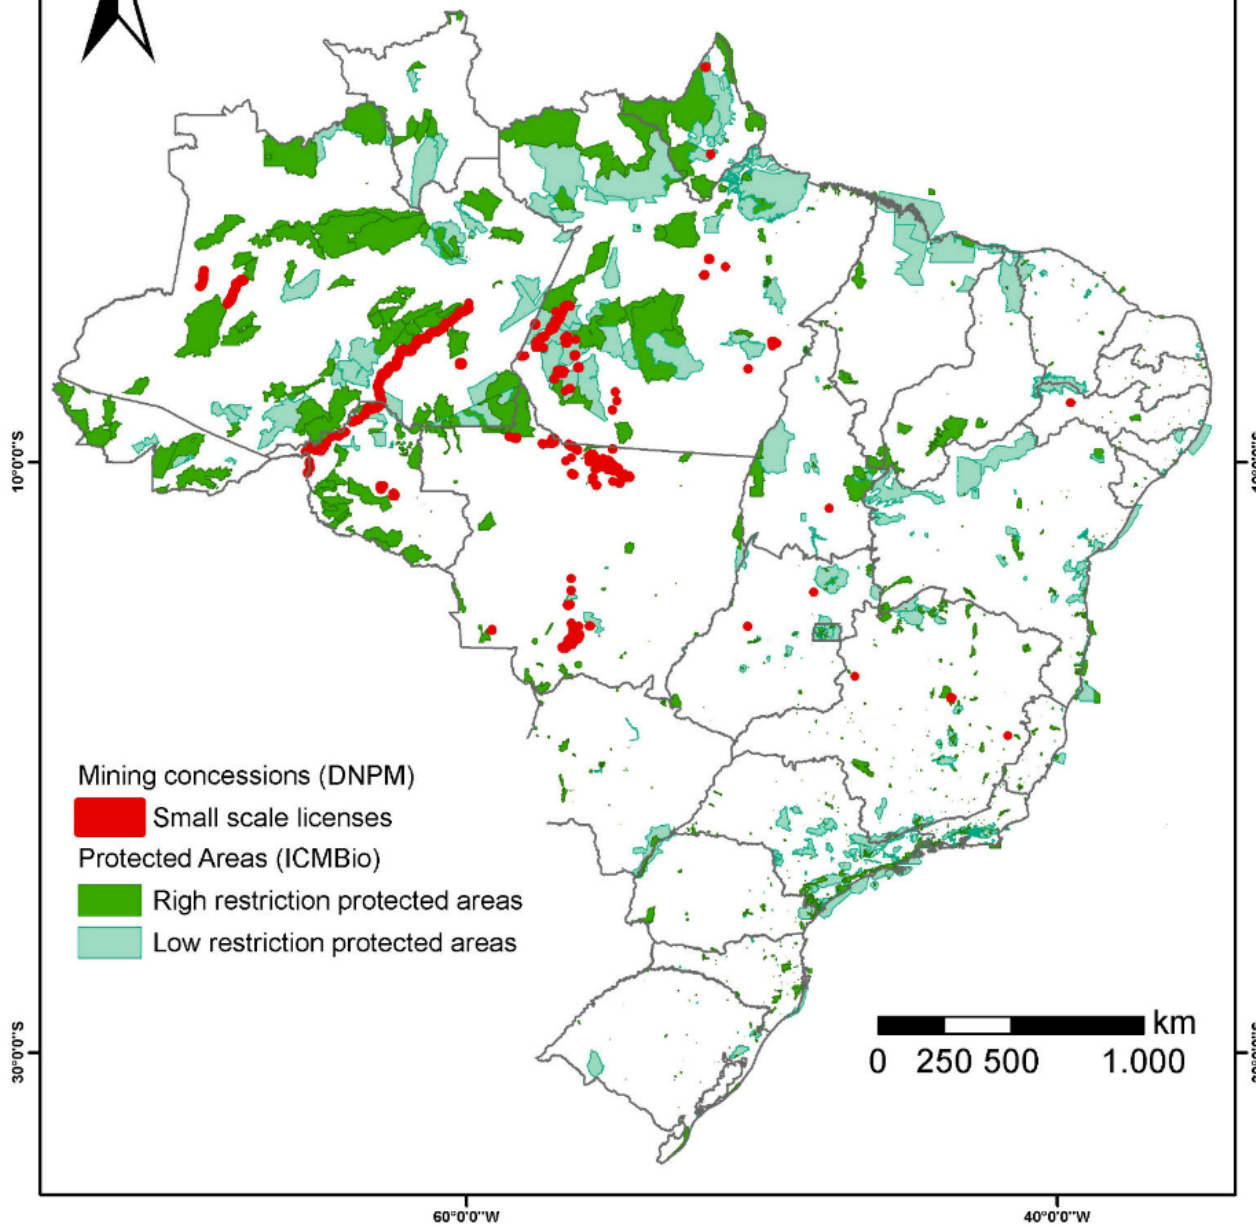 10°0'0"S
Mining concessions (DNPM)
Small scale licenses
Protected Areas (ICMBio)
Righ restriction protected areas
Low restriction protected areas
km
0 250 500 1.000
30°0'0"S
60°0'0"W 40°0'0"W